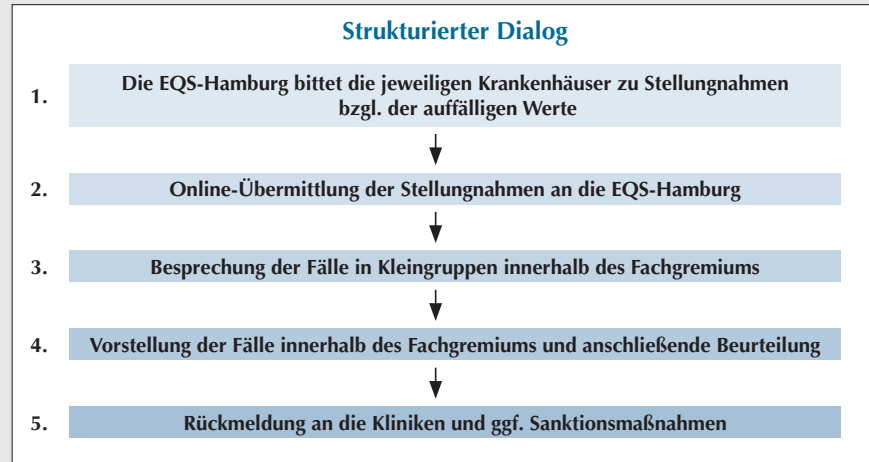 Strukturierter Dialog
1. Die EQS-Hamburg bittet die jeweiligen Krankenhäuser zu Stellungnahmen
bzgl. der auffälligen Werte
2. Online-Übermittlung der Stellungnahmen an die EQS-Hamburg
3. Besprechung der Fälle in Kleingruppen innerhalb des Fachgremiums
4. Vorstellung der Fälle innerhalb des Fachgremiums und anschließende Beurteilung
5. Rückmeldung an die Kliniken und ggf. Sanktionsmaßnahmen